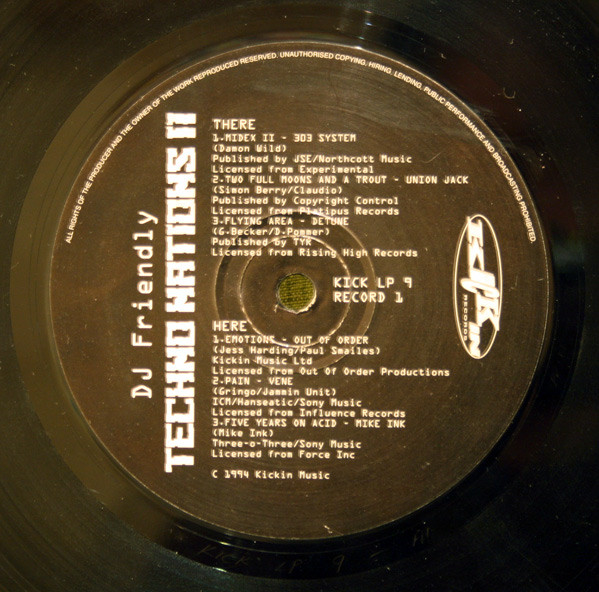 ALL RIGHTS OF THE PRODUCER AND THE OWNER OF THE WORK REPRODUCED RESERVED. UNAUTHORISED COPYING, HIRING, LENDING, PUBLIC PERFORMANCE AND BROADCASTING PROHIBITED.
DJ Friendly
TECHNO NATIONS II
THERE
1.MIDEX II - 303 SYSTEM
(Damon Wild)
Published by JSE/Northcott Music
Licensed from Experimental
2.TWO FULL MOONS AND A TROUT - UNION JACK
(Simon Berry/Claudio)
Published by Copyright Control
Licensed from Platipus Records
3.FLYING AREA - DETUNE
(G.Becker/D.Pommer)
Published by TYR
Licensed from Rising High Records
KICK LP 9
RECORD 1
HERE
1.EMOTIONS - OUT OF ORDER
(Jess Harding/Paul Smailes)
Kickin Music Ltd
Licensed from Out Of Order Productions
2.PAIN - VENE
(Gringo/Jammin Unit)
ICM/Hanseatic/Sony Music
Licensed from Influence Records
3.FIVE YEARS ON ACID - MIKE INK
(Mike Ink)
Three-o-Three/Sony Music
Licensed from Force Inc
C 1994 Kickin Music
RECORDS
KICK LP 9